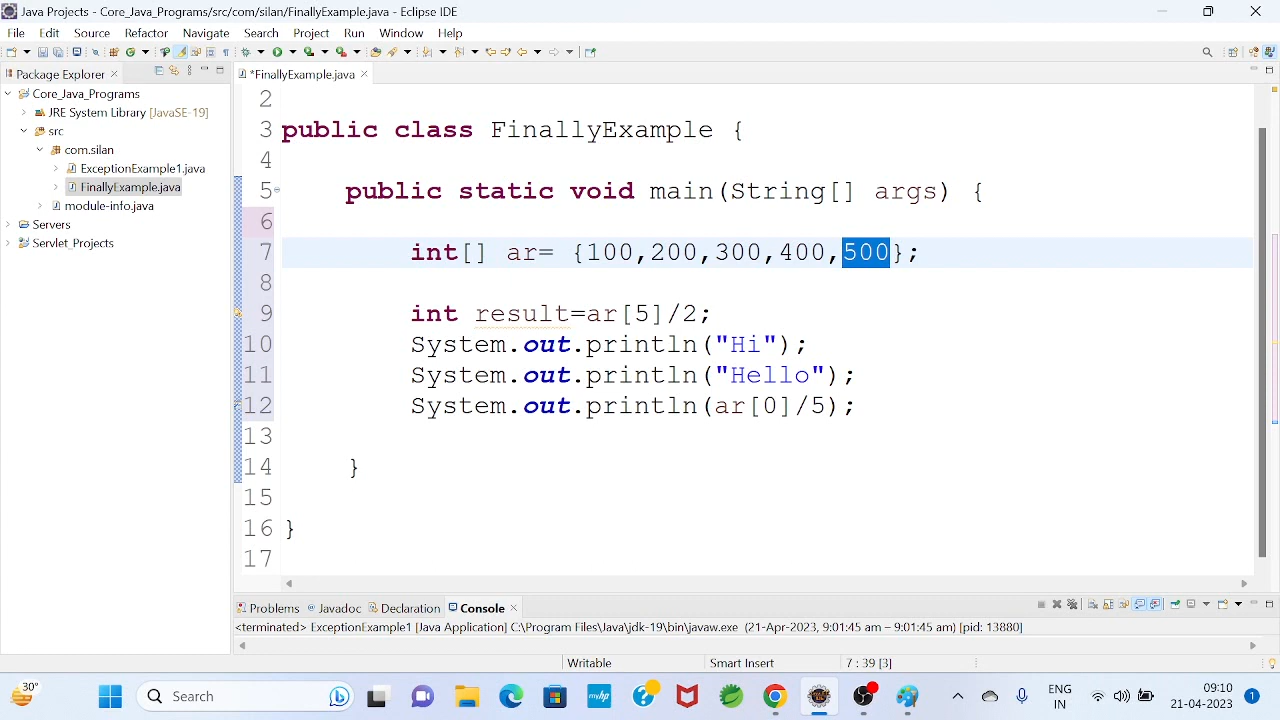 Java Projects - Core_Java_Programs/src/com/silan/FinallyExample.java - Eclipse IDE
File Edit Source Refactor Navigate Search Project Run Window Help
Package Explorer
*FinallyExample.java
Core_Java_Programs
JRE System Library [JavaSE-19]
src
com.silan
ExceptionExample1.java
FinallyExample.java
module-info.java
Servers
Servlet_Projects
2
3 public class FinallyExample {
4
5 public static void main(String[] args) {
6
7 int[] ar= {100,200,300,400,500};
8
9 int result=ar[5]/2;
10 System.out.println("Hi");
11 System.out.println("Hello");
12 System.out.println(ar[0]/5);
13
14 }
15
16 }
17
Problems Javadoc Declaration Console
<terminated> ExceptionExample1 [Java Application] C:\Program Files\Java\jdk-19\bin\javaw.exe (21-Apr-2023, 9:01:45 am – 9:01:45 am) [pid: 13880]
Writable Smart Insert 7 : 39 [3]
30° Search myhp ENG IN 09:10 21-04-2023 1